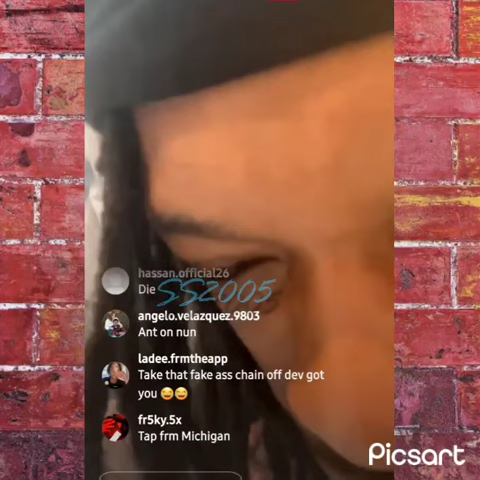 hassan.official26
Die
SS2005
angelo.velazquez.9803
Ant on nun
ladee.frmtheapp
Take that fake ass chain off dev got
you 😂😂
fr5ky.5x
Tap frm Michigan
Picsart